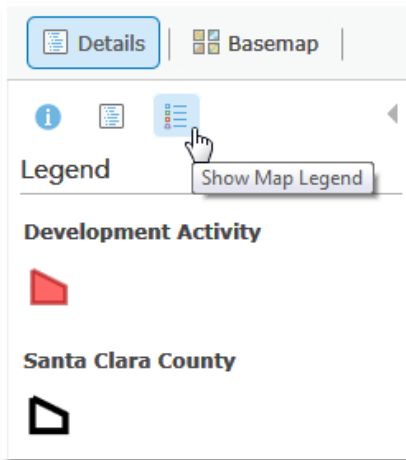 Details
Basemap
Legend
Show Map Legend
Development Activity
Santa Clara County